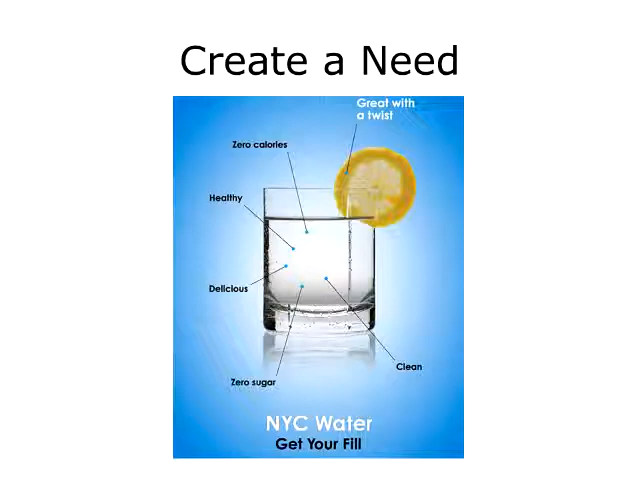 Create a Need
Great with
a twist
Zero calories
Healthy
Delicious
Clean
Zero sugar
NYC Water
Get Your Fill